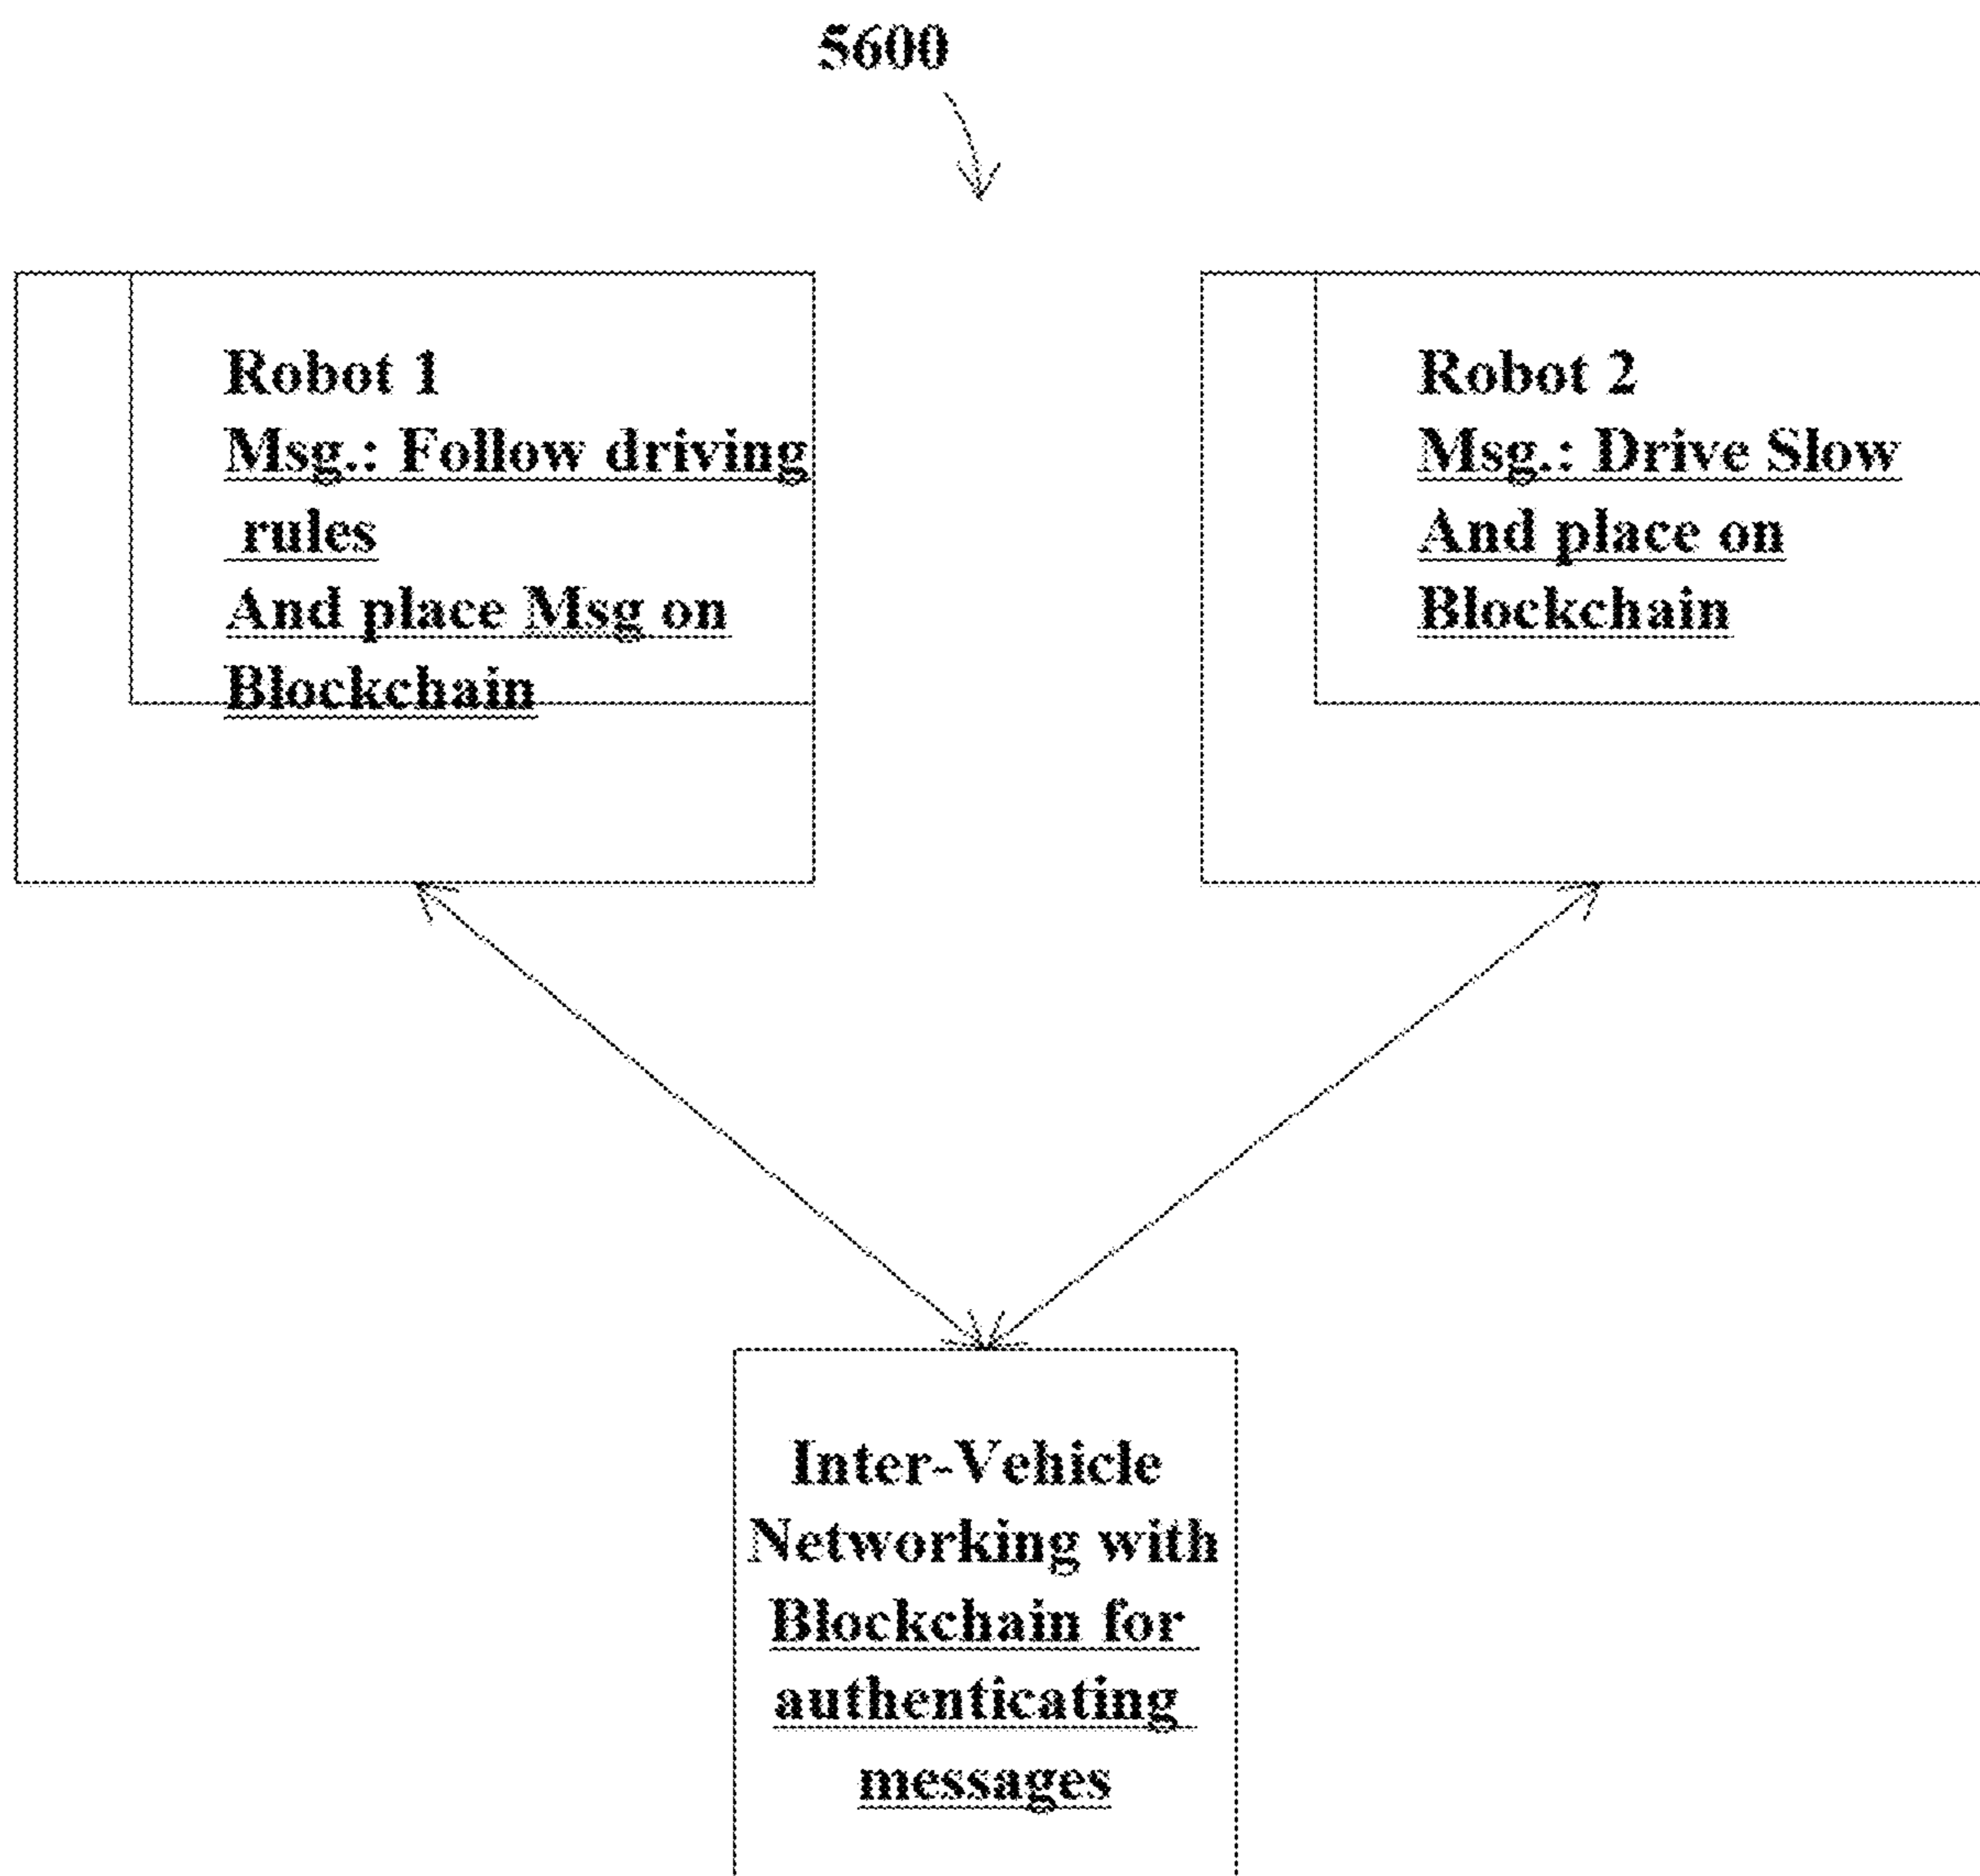 5600
Robot 1
Msg.: Follow driving
rules
And place Msg on
Blockchain
Robot 2
Msg.: Drive Slow
And place on
Blockchain
Inter-Vehicle
Networking with
Blockchain for
authenticating
messages